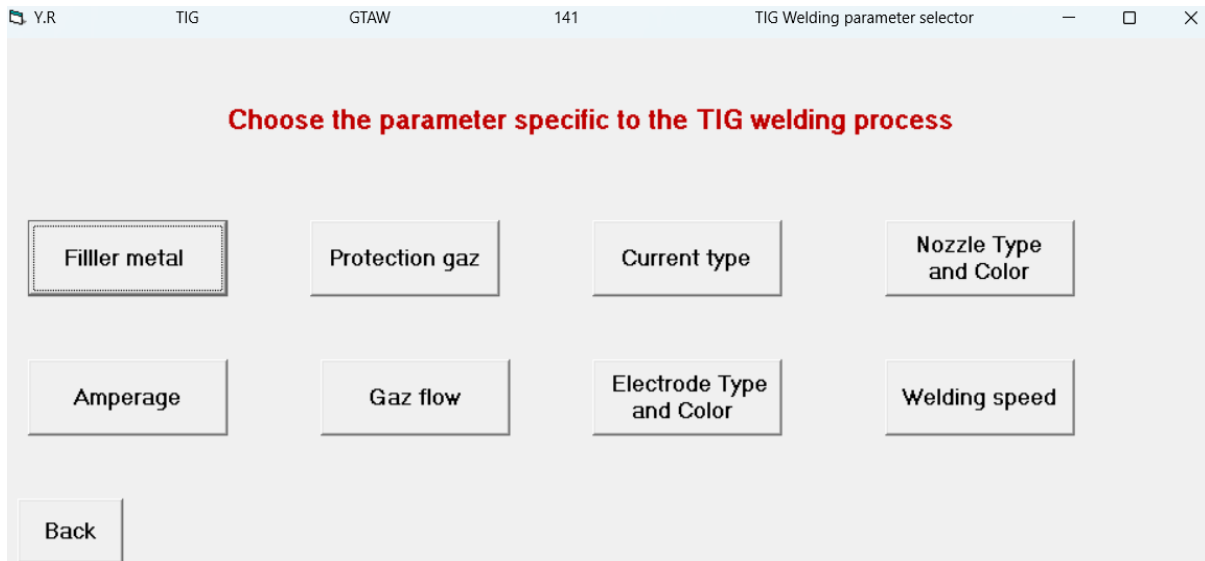 Y.R TIG GTAW 141 TIG Welding parameter selector
Choose the parameter specific to the TIG welding process
Filller metal
Protection gaz
Current type
Nozzle Type
and Color
Amperage
Gaz flow
Electrode Type
and Color
Welding speed
Back